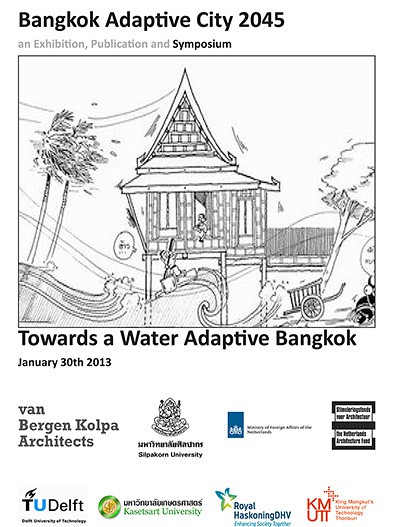 Bangkok Adaptive City 2045
an Exhibition, Publication and Symposium
Towards a Water Adaptive Bangkok
January 30th 2013
van
Bergen Kolpa
Architects
มหาวิทยาลัยศิลปากร
Silpakorn University
Ministry of Foreign Affairs of the
Netherlands
Stimuleringsfonds
voor Architectuur
the Netherlands
Architecture Fund
TU Delft
Delft University of Technology
มหาวิทยาลัยเกษตรศาสตร์
Kasetsart University
Royal
HaskoningDHV
Enhancing Society Together
KM
UTT
King Mongkut's
University of
Technology
Thonburi